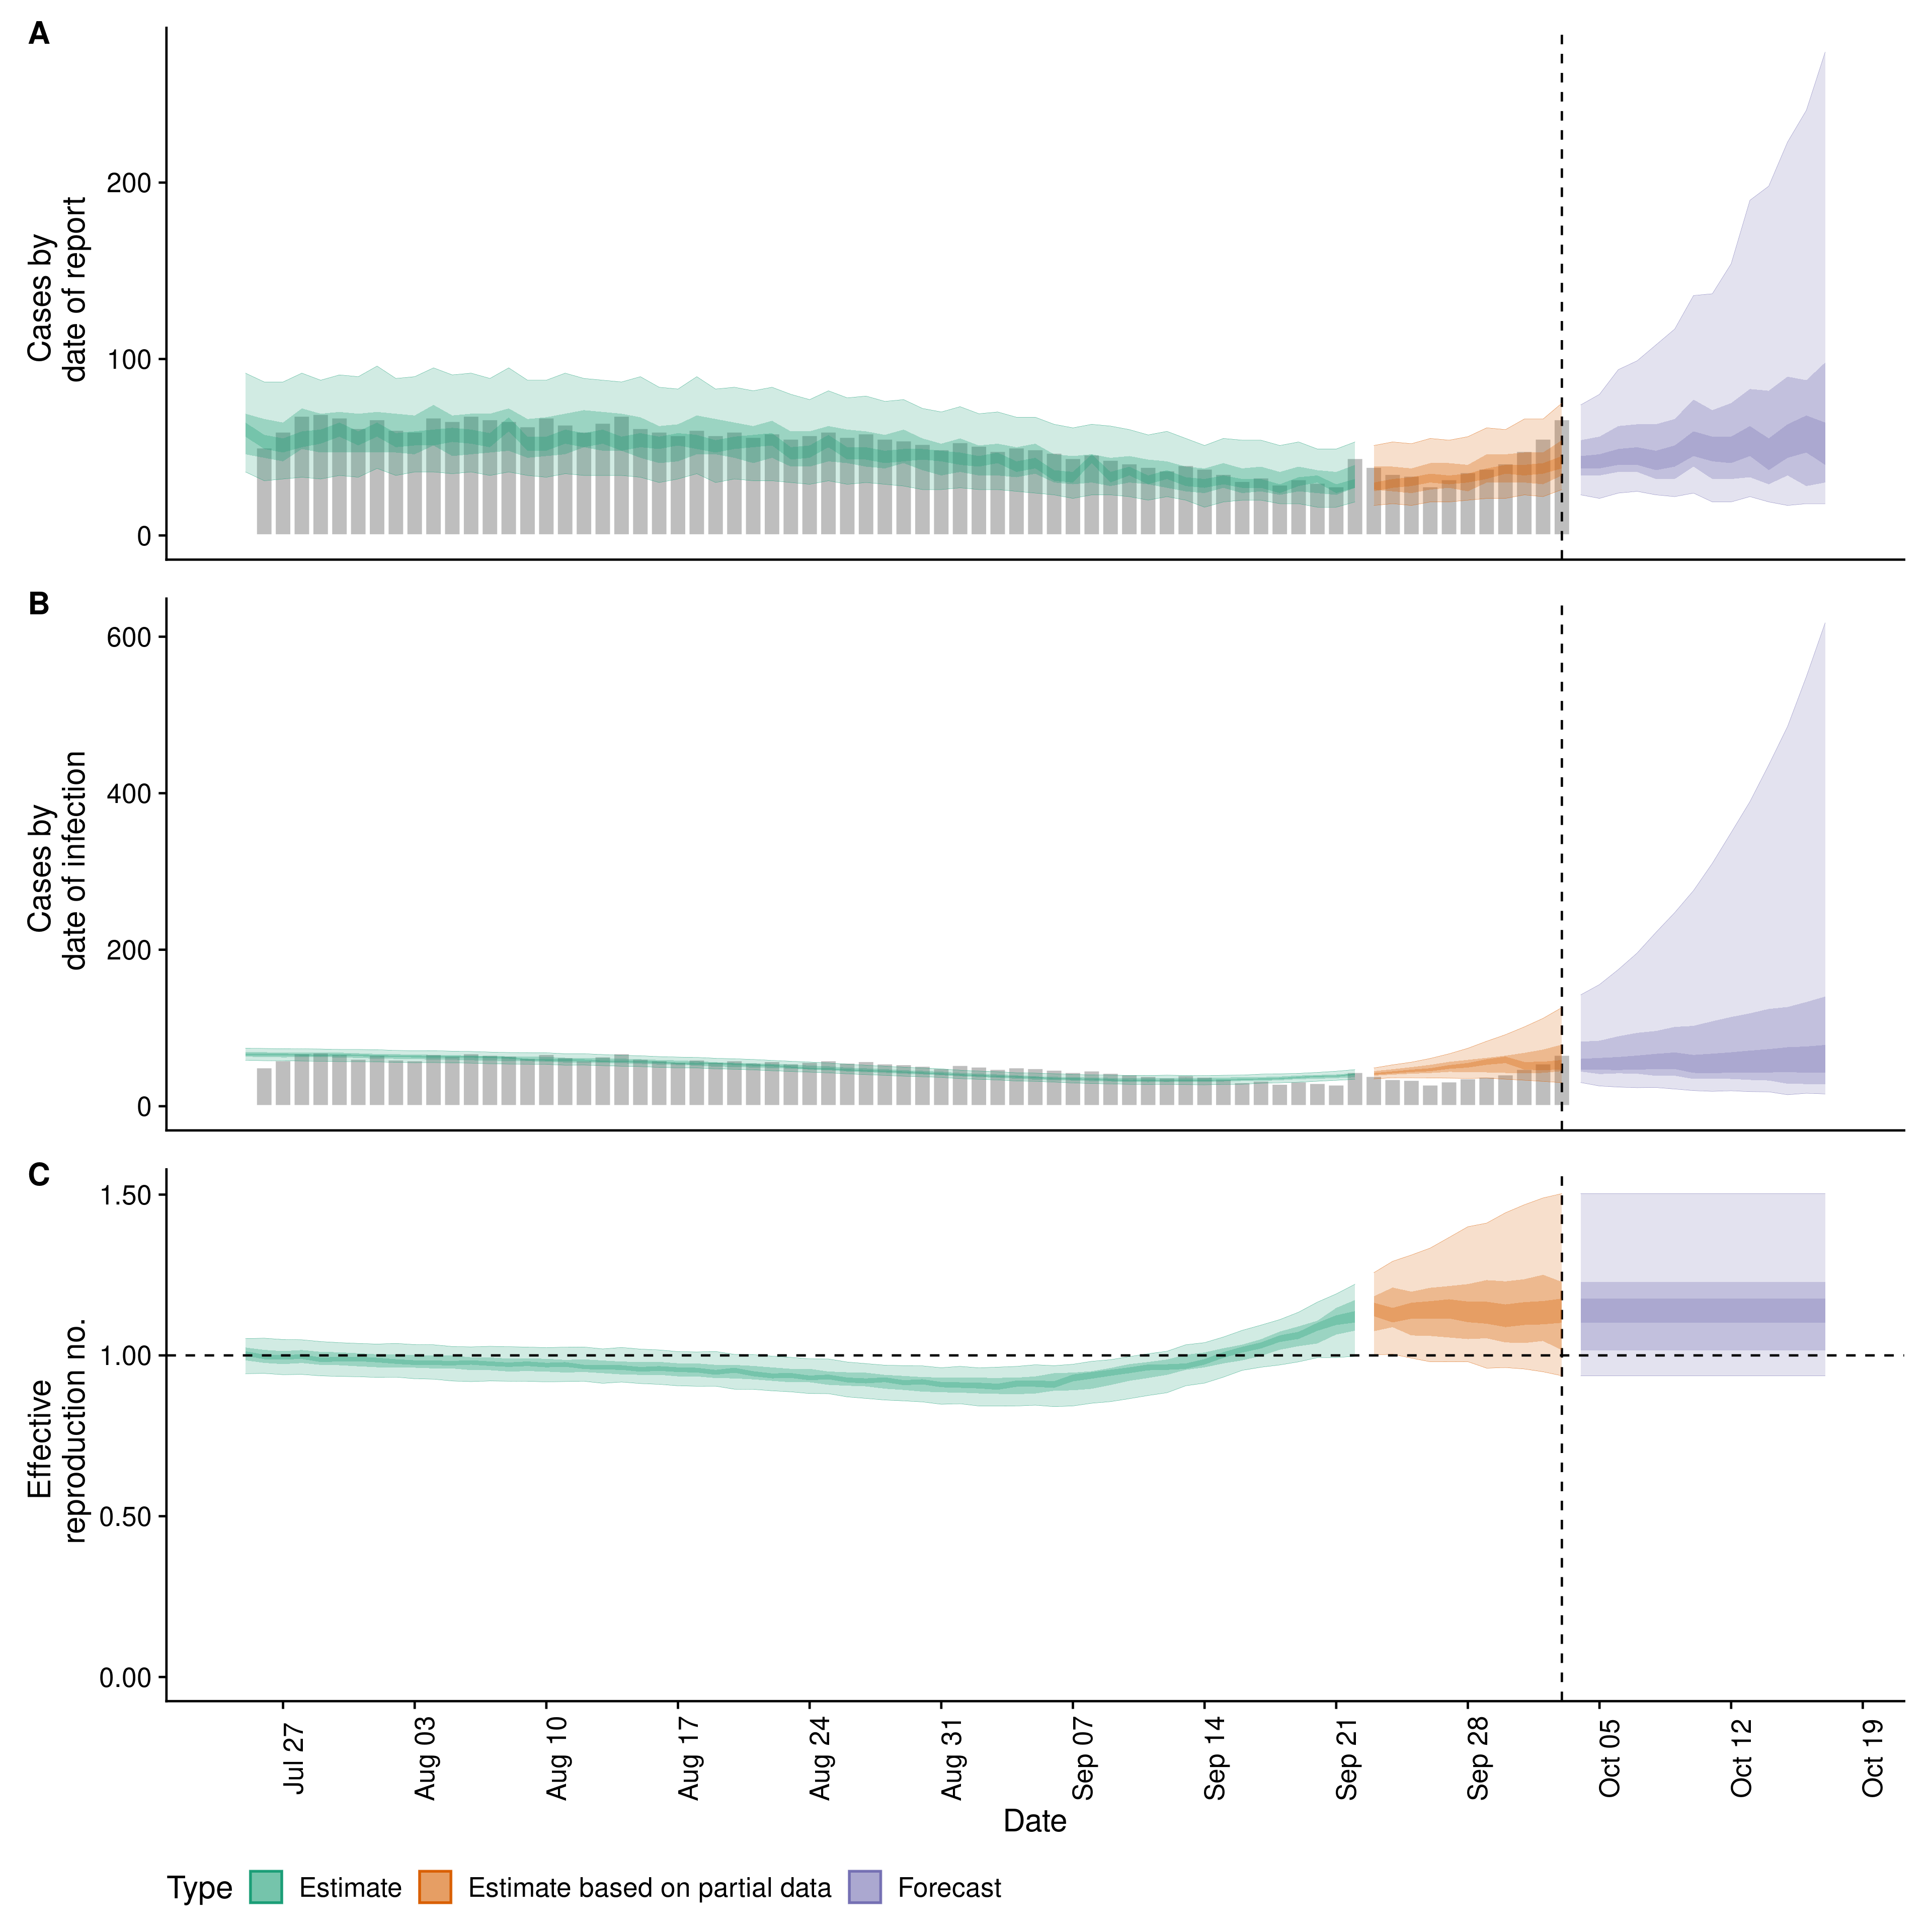 A
Cases by
date of report
200
100
0
B
Cases by
date of infection
600
400
200
0
C
Effective
reproduction no.
1.50
1.00
0.50
0.00
Jul 27
Aug 03
Aug 10
Aug 17
Aug 24
Aug 31
Sep 07
Sep 14
Sep 21
Sep 28
Oct 05
Oct 12
Oct 19
Date
Type Estimate Estimate based on partial data Forecast